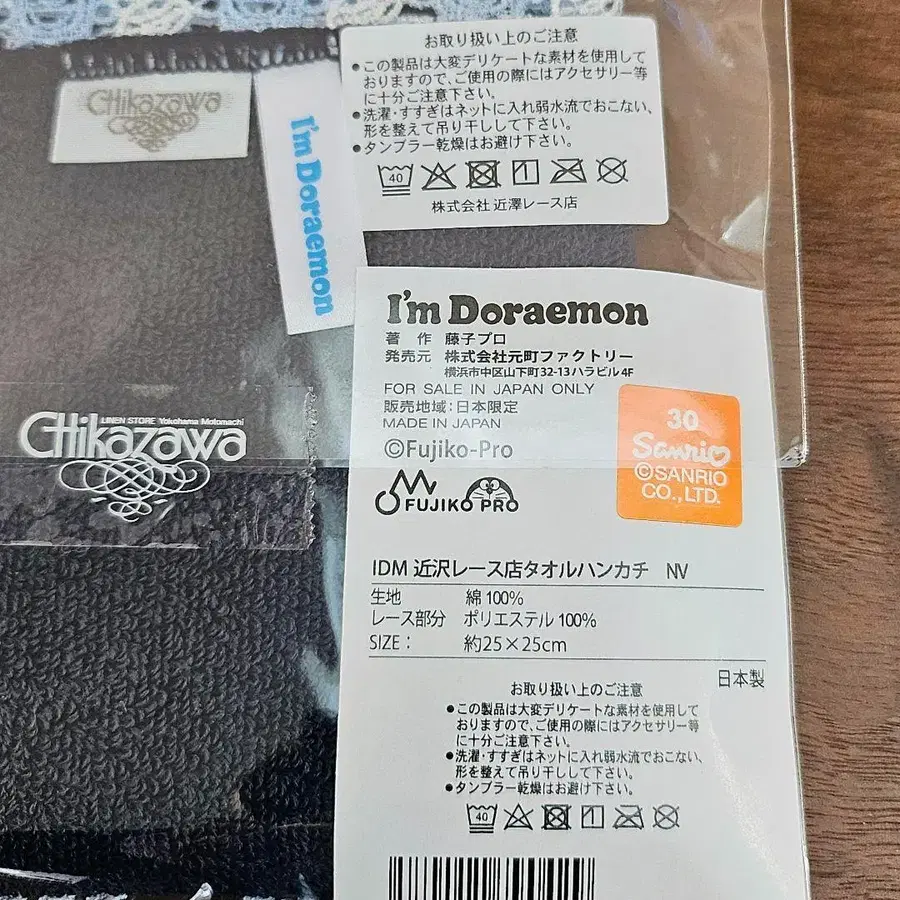 お取り扱い上のご注意
●この製品は大変デリケートな素材を使用して
おりますので、ご使用の際にはアクセサリー等
に十分ご注意下さい。
●洗濯・すすぎはネットに入れ弱水流でおこない、
形を整えて吊り干しして下さい。
●タンブラー乾燥はお避け下さい。
40
株式会社 近澤レース店
CHikazawa
I'm Doraemon
LINEN STORE Yokohama Motomachi
CHikazawa
I'm Doraemon
著 作 藤子プロ
発売元 株式会社元町ファクトリー
横浜市中区山下町32-13ハラビル4F
FOR SALE IN JAPAN ONLY
販売地域:日本限定
MADE IN JAPAN
©Fujiko-Pro
FUJIKO PRO
30
Sanrio
©SANRIO
CO.,LTD.
IDM 近沢レース店タオルハンカチ NV
生地 綿100%
レース部分 ポリエステル100%
SIZE: 約25×25cm
日本製
お取り扱い上のご注意
●この製品は大変デリケートな素材を使用して
おりますので、ご使用の際にはアクセサリー等
に十分ご注意下さい。
●洗濯・すすぎはネットに入れ弱水流でおこない、
形を整えて吊り干しして下さい。
●タンブラー乾燥はお避け下さい。
40